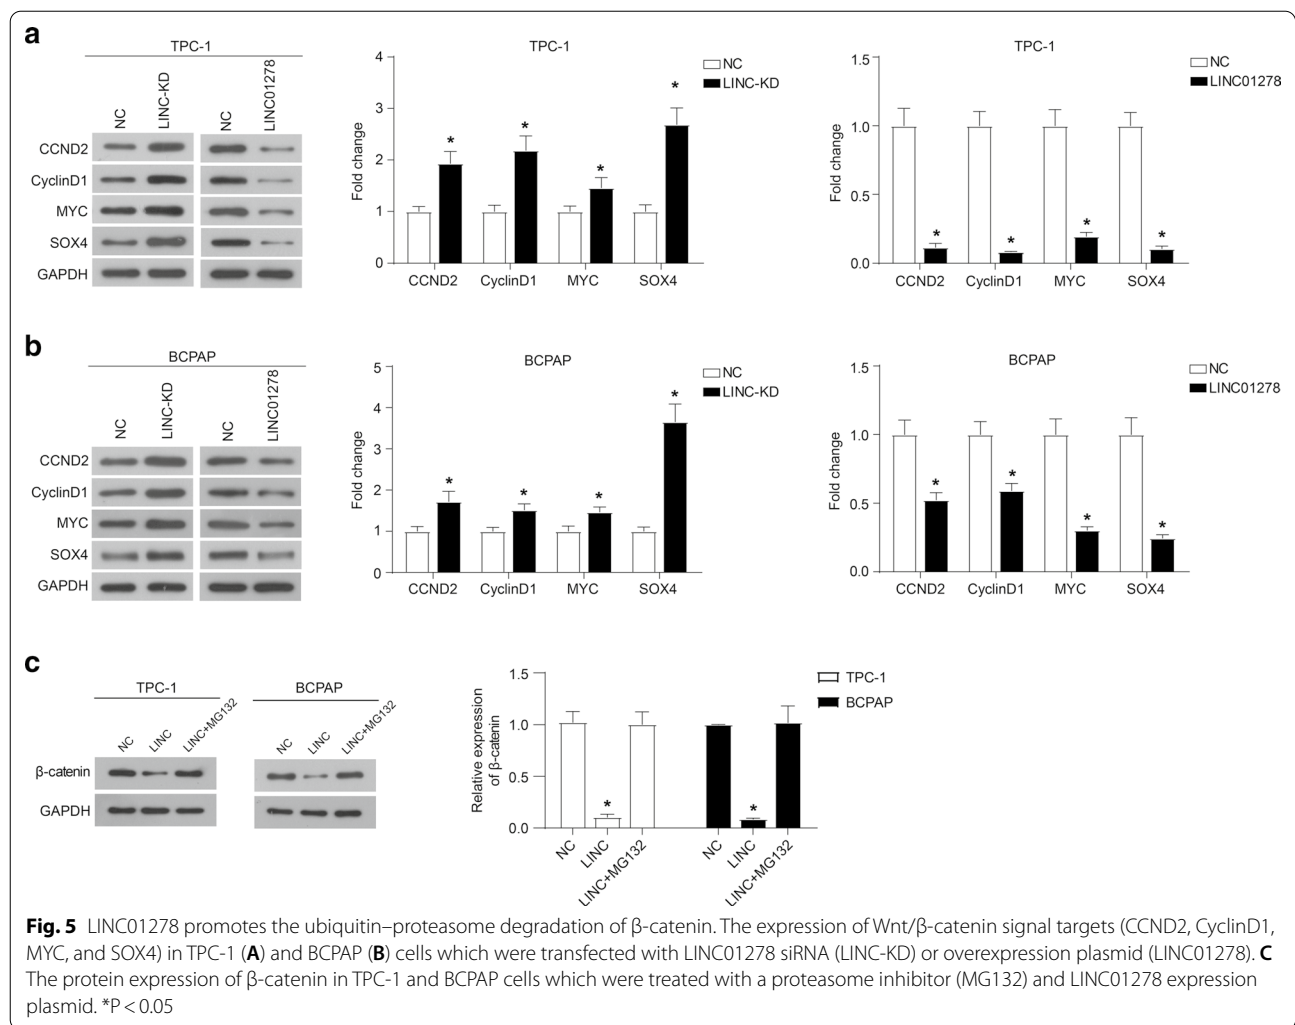 a
TPC-1
NC
LINC-KD
NC
LINC01278
CCND2
CyclinD1
MYC
SOX4
GAPDH
TPC-1
NC
LINC-KD
Fold change
4
3
2
1
0
*
*
*
*
CCND2 CyclinD1 MYC SOX4
TPC-1
NC
LINC01278
Fold change
1.5
1.0
0.5
0.0
*
*
*
*
CCND2 CyclinD1 MYC SOX4
b
BCPAP
NC
LINC-KD
NC
LINC01278
CCND2
CyclinD1
MYC
SOX4
GAPDH
BCPAP
NC
LINC-KD
Fold change
5
4
3
2
1
0
*
*
*
*
CCND2 CyclinD1 MYC SOX4
BCPAP
NC
LINC01278
Fold change
1.5
1.0
0.5
0.0
*
*
*
*
CCND2 CyclinD1 MYC SOX4
c
TPC-1
NC
LINC
LINC+MG132
BCPAP
NC
LINC
LINC+MG132
β-catenin
GAPDH
TPC-1
BCPAP
Relative expression
of β-catenin
1.5
1.0
0.5
0.0
*
*
NC
LINC
LINC+MG132
NC
LINC
LINC+MG132
Fig. 5 LINC01278 promotes the ubiquitin–proteasome degradation of β-catenin. The expression of Wnt/β-catenin signal targets (CCND2, CyclinD1,
MYC, and SOX4) in TPC-1 (A) and BCPAP (B) cells which were transfected with LINC01278 siRNA (LINC-KD) or overexpression plasmid (LINC01278). C
The protein expression of β-catenin in TPC-1 and BCPAP cells which were treated with a proteasome inhibitor (MG132) and LINC01278 expression
plasmid. *P < 0.05